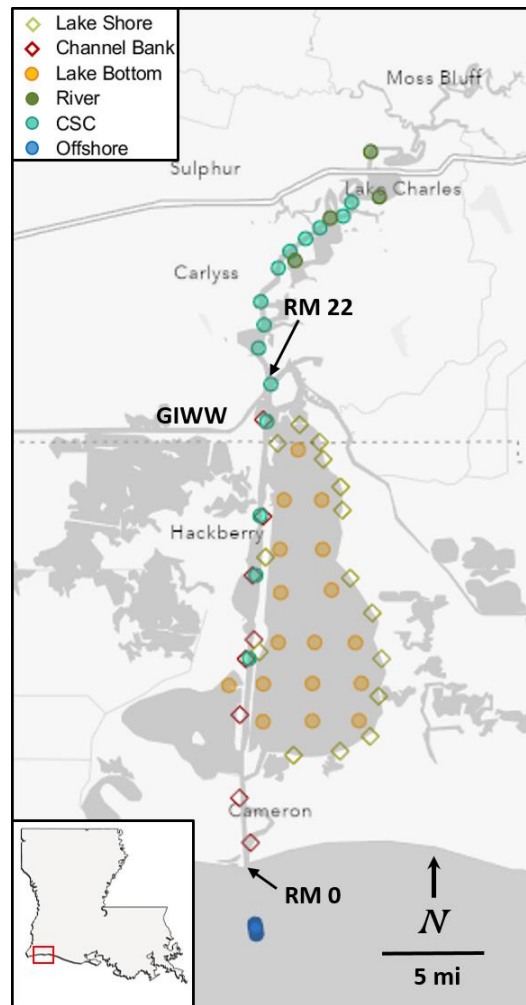 Lake Shore
Channel Bank
Lake Bottom
River
CSC
Offshore
Moss Bluff
Sulphur
Lake Charles
Carlyss
RM 22
GIWW
Hackberry
Cameron
RM 0
N
5 mi